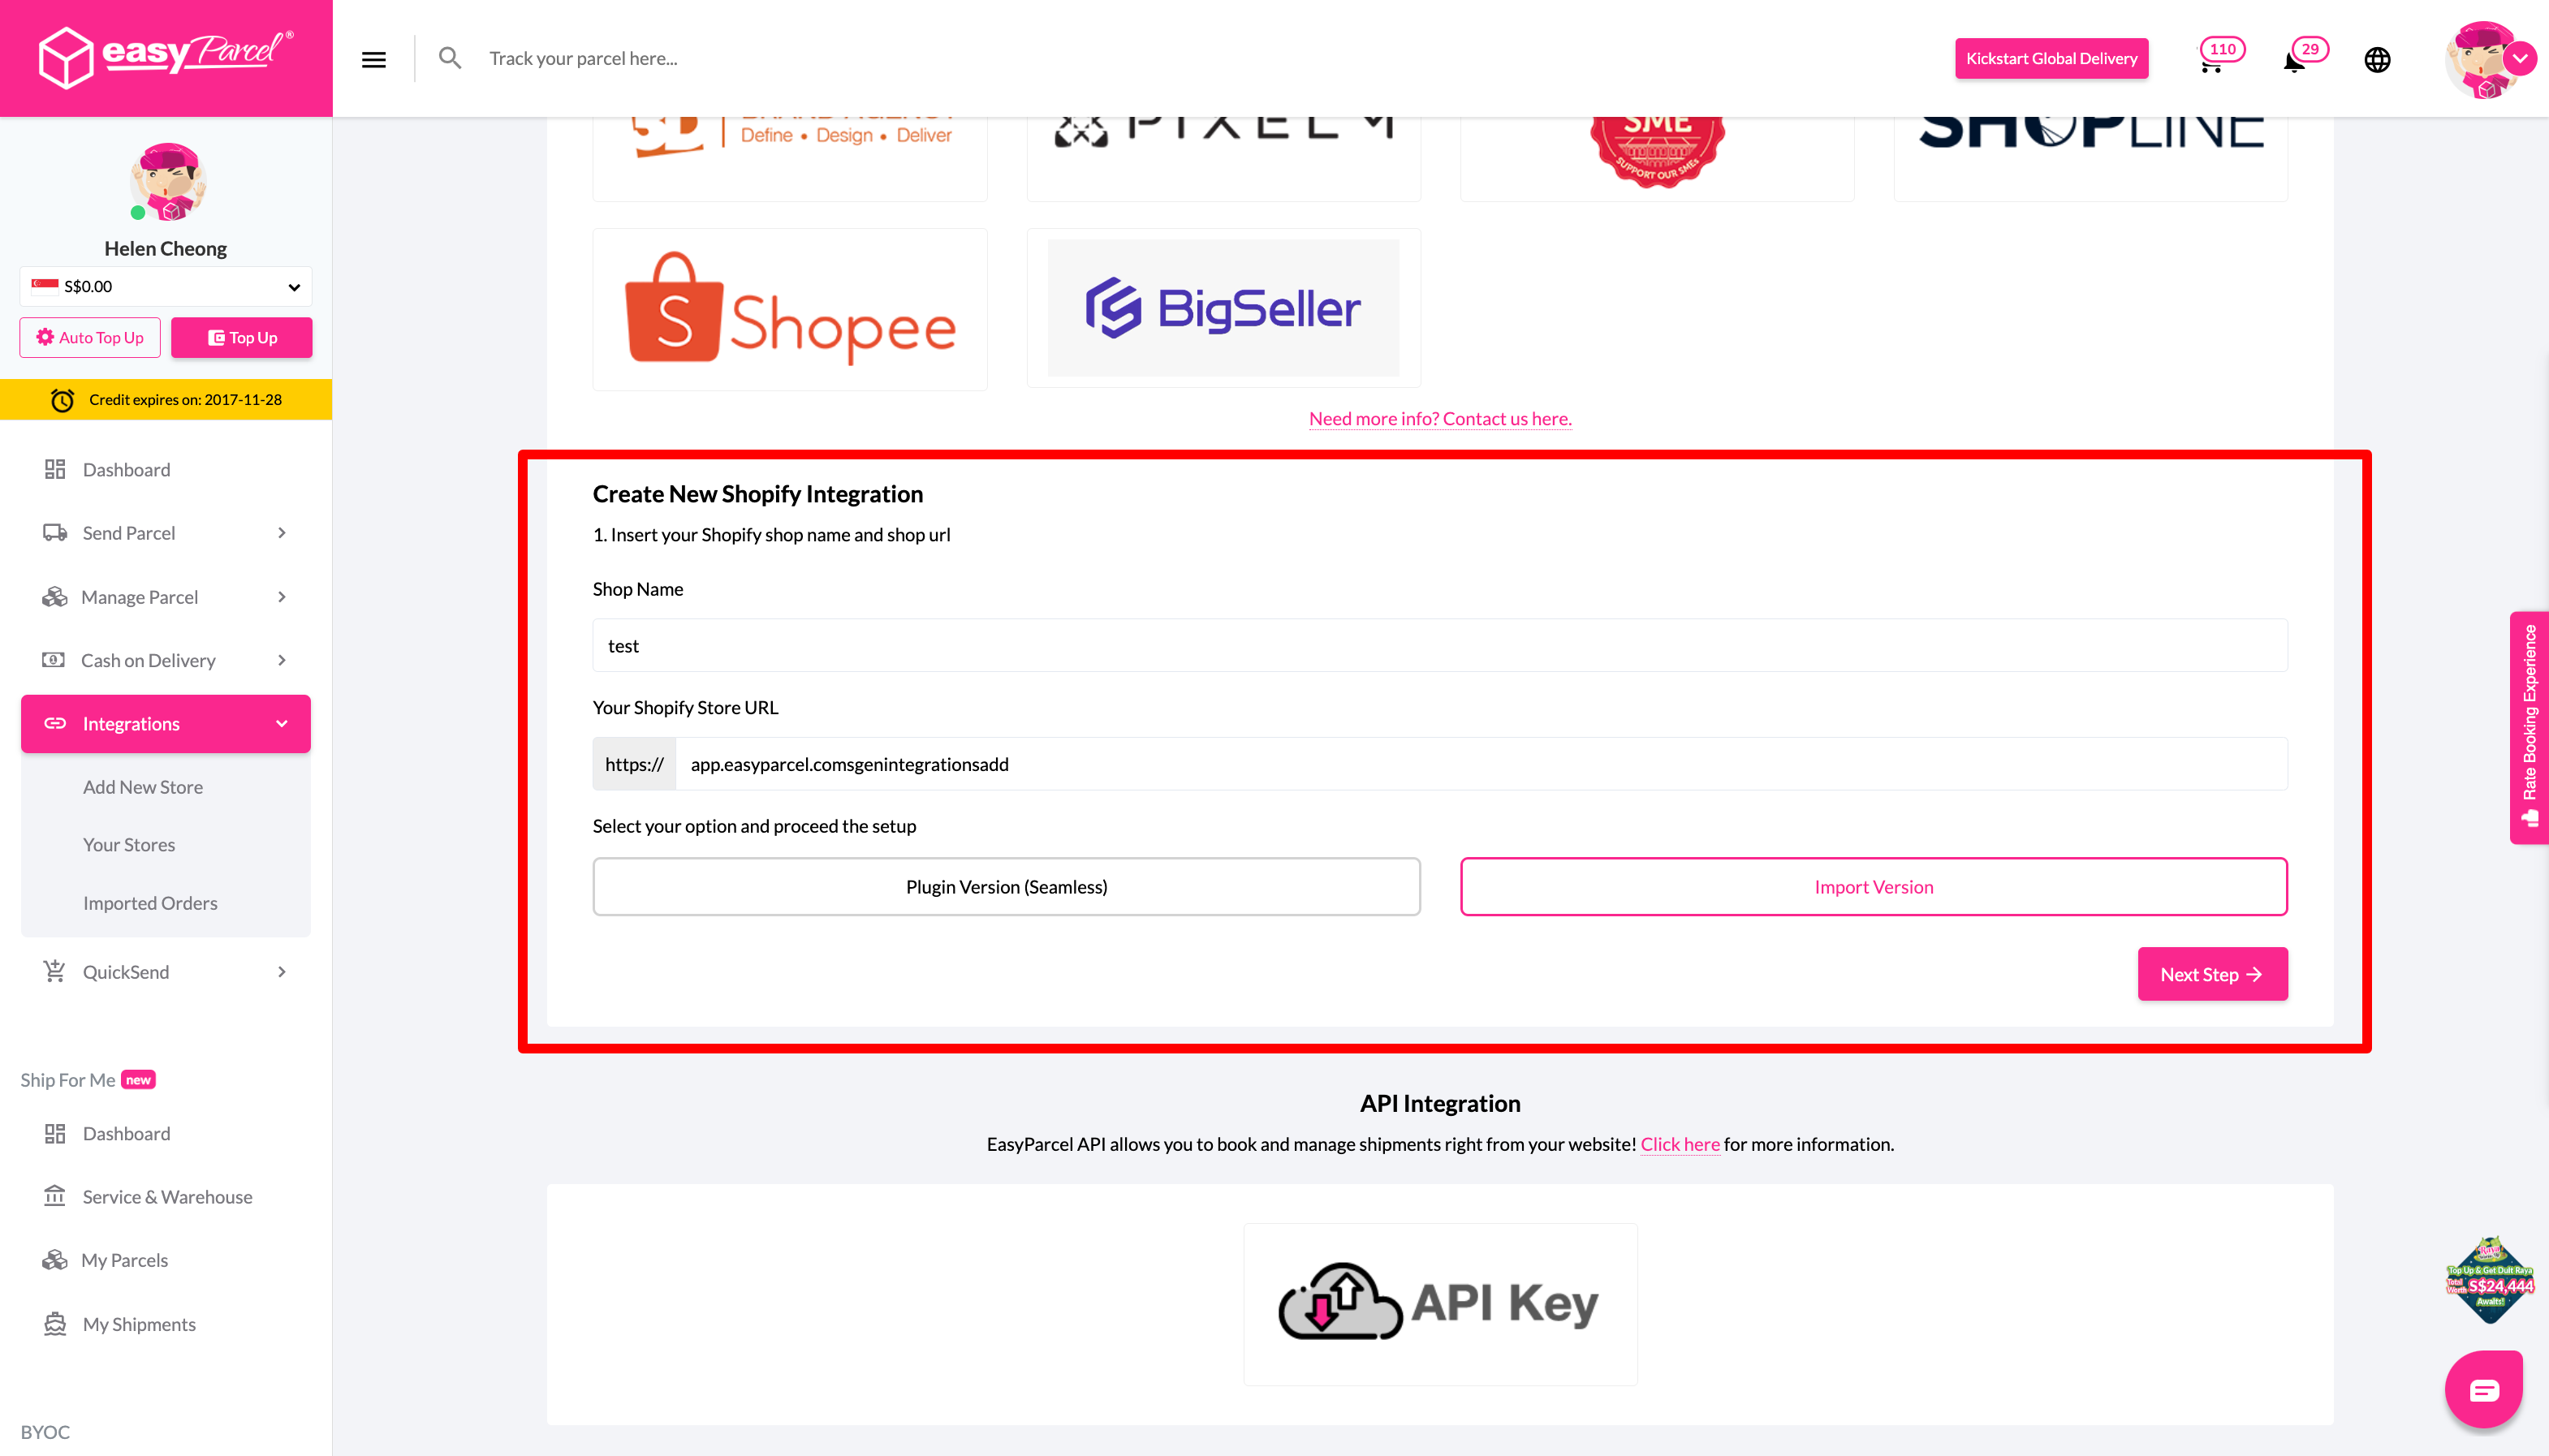 easyParcel®
Track your parcel here...
Kickstart Global Delivery
110
29
Helen Cheong
S$0.00
Auto Top Up
Top Up
Credit expires on: 2017-11-28
Dashboard
Send Parcel
Manage Parcel
Cash on Delivery
Integrations
Add New Store
Your Stores
Imported Orders
QuickSend
Ship For Me new
Dashboard
Service & Warehouse
My Parcels
My Shipments
BYOC
Define • Design • Deliver
SME
SUPPORT OUR SMEs
SHOPLINE
S Shopee
BigSeller
Need more info? Contact us here.
Create New Shopify Integration
1. Insert your Shopify shop name and shop url
Shop Name
test
Your Shopify Store URL
https:// app.easyparcel.comsgenintegrationsadd
Select your option and proceed the setup
Plugin Version (Seamless)
Import Version
Next Step
API Integration
EasyParcel API allows you to book and manage shipments right from your website! Click here for more information.
API Key
Rate Booking Experience
Raya
Top Up & Get Duit Raya
Total Worth S$24,444
Awaits!